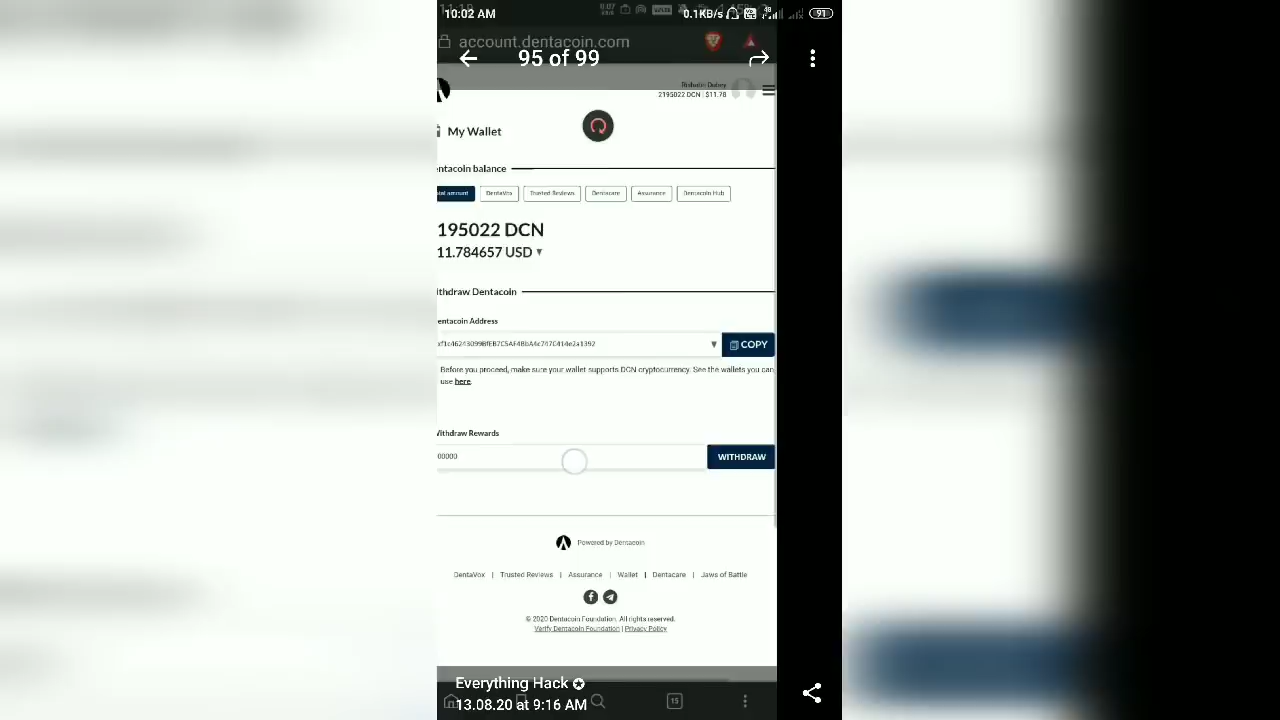 10:02 AM 0.1KB/s 91
account.dentacoin.com
95 of 99
2195022 DCN | $11.78
My Wallet
entacoin balance
tal amount DentaVox Trusted Reviews Dentacare Assurance Dentacoin Hub
195022 DCN
11.784657 USD
ithdraw Dentacoin
entacoin Address
COPY
Before you proceed, make sure your wallet supports DCN cryptocurrency. See the wallets you can
use here.
Withdraw Rewards
00000 WITHDRAW
Powered by Dentacoin
DentaVox | Trusted Reviews | Assurance | Wallet | Dentacare | Jaws of Battle
© 2020 Dentacoin Foundation. All rights reserved.
Verify Dentacoin Foundation | Privacy Policy
Everything Hack
13.08.20 at 9:16 AM
15